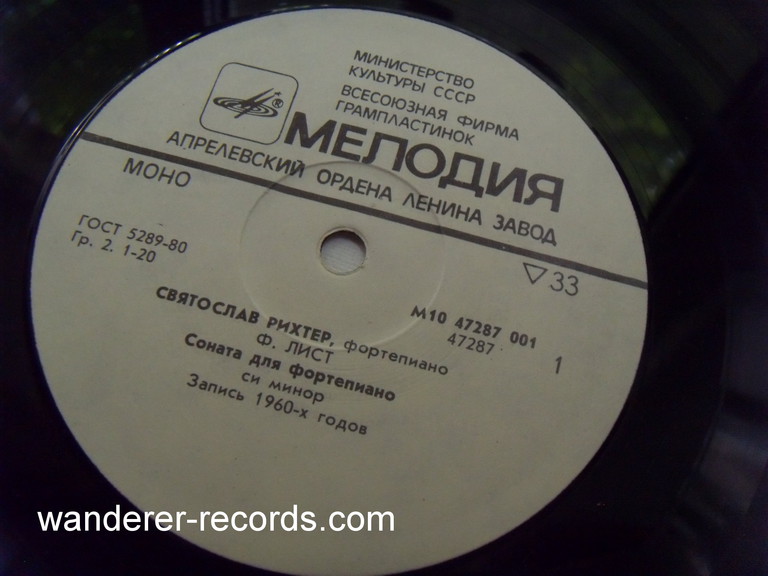 МИНИСТЕРСТВО
КУЛЬТУРЫ СССР
ВСЕСОЮЗНАЯ ФИРМА
ГРАМПЛАСТИНОК
®
МЕЛОДИЯ
АПРЕЛЕВСКИЙ ОРДЕНА ЛЕНИНА ЗАВОД
МОНО
▽33
ГОСТ 5289-80
Гр. 2. 1-20
М10 47287 001
47287
1
СВЯТОСЛАВ РИХТЕР, фортепиано
Ф. ЛИСТ
Соната для фортепиано
си минор
Запись 1960-х годов
wanderer-records.com